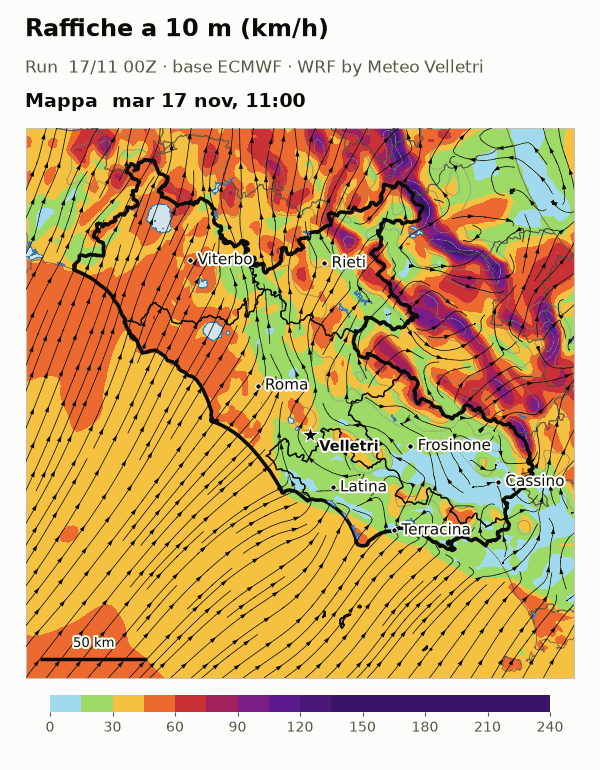 Raffiche a 10 m (km/h)
Run 17/11 00Z · base ECMWF · WRF by Meteo Velletri
Mappa mar 17 nov, 11:00
Viterbo
Rieti
Roma
Velletri
Frosinone
Cassino
Latina
Terracina
50 km
0 30 60 90 120 150 180 210 240